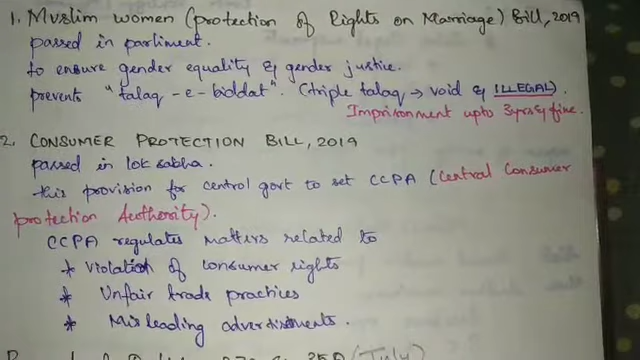 1. Muslim women (protection of Rights on Marriage) Bill, 2019
passed in parliment.
to ensure gender equality & gender justice.
prevents "talaq-e-biddat". (triple talaq → void & ILLEGAL).
Imprisonment upto 3yrs & fine.
2. CONSUMER PROTECTION BILL, 2019
passed in lok sabha.
this provision for central govt to set CCPA (Central Consumer
protection Authority).
CCPA regulates matters related to
* Violation of consumer rights
* Unfair trade practices
* Misleading advertisments.
(July)